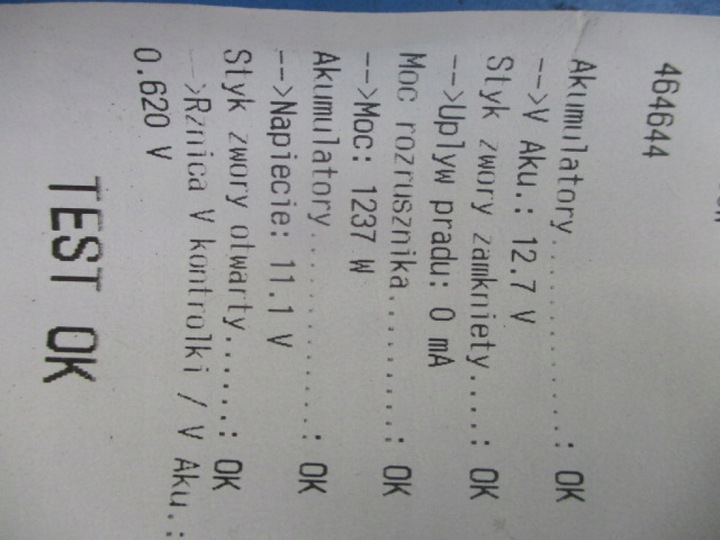 464644
Akumulatory..........: OK
-->V Aku.: 12.7 V
Styk zwory zamkniety....: OK
-->Uplyw pradu: 0 mA
Moc rozrusznika.........: OK
-->Moc: 1237 W
Akumulatory............: OK
-->Napiecie: 11.1 V
Styk zwory otwarty......: OK
-->Rznica V kontrolki / V Aku.:
0.620 V
TEST OK